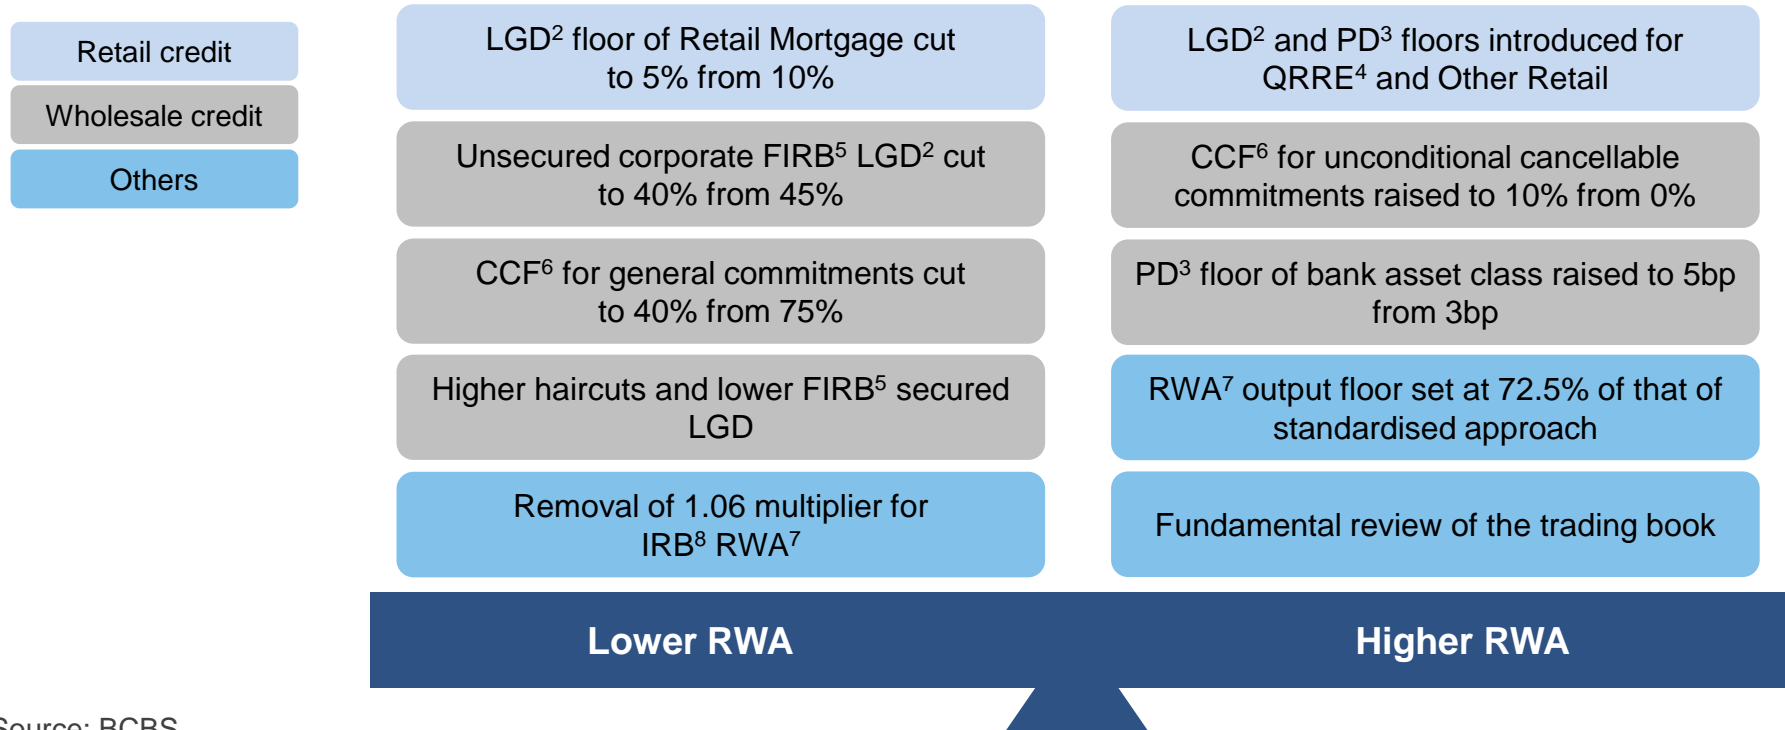 Retail credit
Wholesale credit
Others
LGD² floor of Retail Mortgage cut
to 5% from 10%
Unsecured corporate FIRB⁵ LGD² cut
to 40% from 45%
CCF⁶ for general commitments cut
to 40% from 75%
Higher haircuts and lower FIRB⁵ secured
LGD
Removal of 1.06 multiplier for
IRB⁸ RWA⁷
LGD² and PD³ floors introduced for
QRRE⁴ and Other Retail
CCF⁶ for unconditional cancellable
commitments raised to 10% from 0%
PD³ floor of bank asset class raised to 5bp
from 3bp
RWA⁷ output floor set at 72.5% of that of
standardised approach
Fundamental review of the trading book
Lower RWA
Higher RWA
Source: BCBS